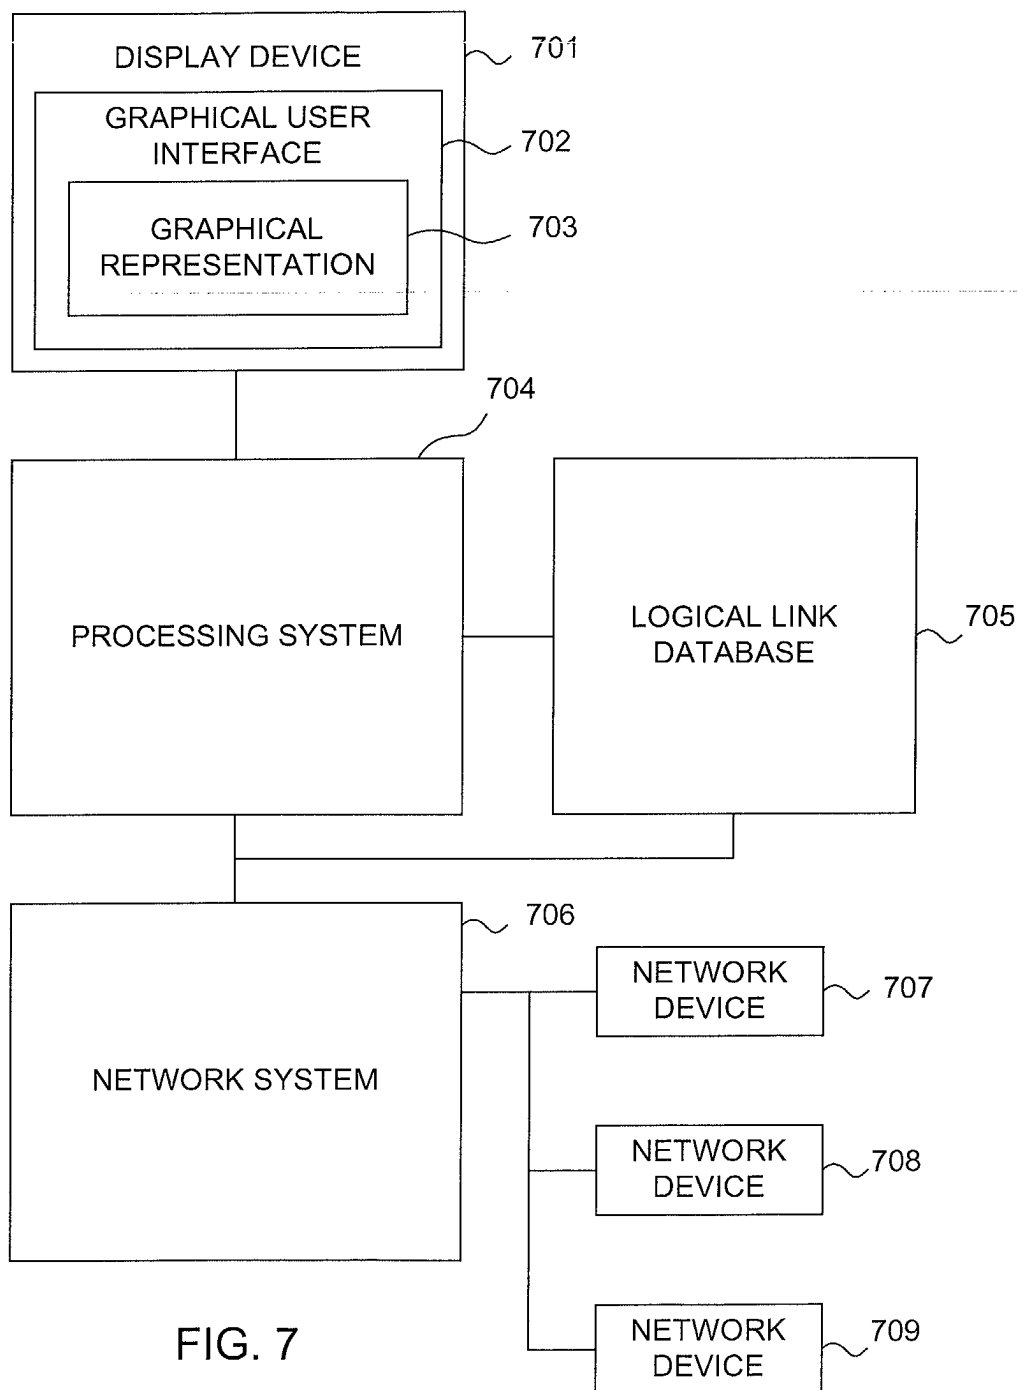 DISPLAY DEVICE
701
GRAPHICAL USER
INTERFACE
702
GRAPHICAL
REPRESENTATION
703
704
PROCESSING SYSTEM
LOGICAL LINK
DATABASE
705
706
NETWORK SYSTEM
NETWORK
DEVICE
707
NETWORK
DEVICE
708
NETWORK
DEVICE
709
FIG. 7